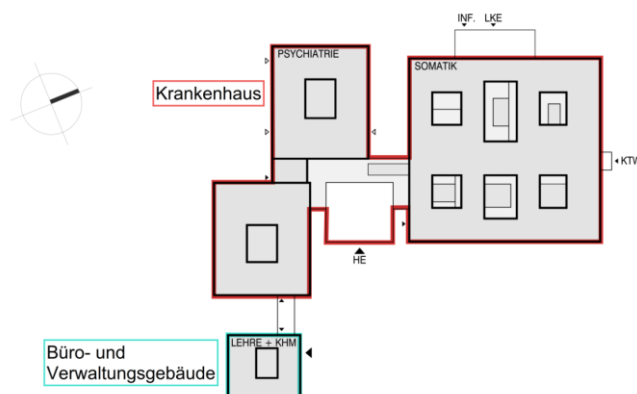 INF. LKE
PSYCHIATRIE
SOMATIK
Krankenhaus
KTW
HE
LEHRE + KHM
Büro- und
Verwaltungsgebäude